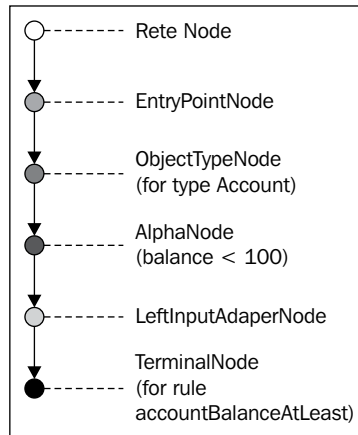 Rete Node
EntryPointNode
ObjectTypeNode
(for type Account)
AlphaNode
(balance < 100)
LeftInputAdaperNode
TerminalNode
(for rule
accountBalanceAtLeast)